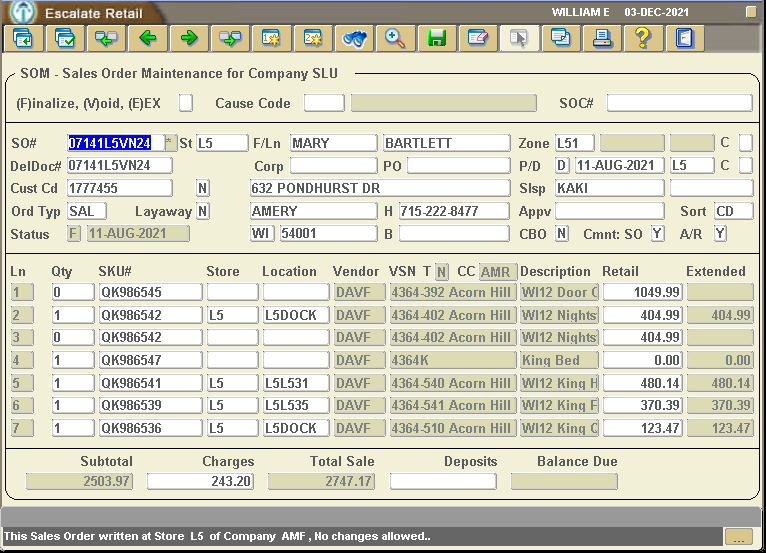 Escalate Retail WILLIAM E 03-DEC-2021
SOM - Sales Order Maintenance for Company SLU
(F)inalize, (V)oid, (E)EX Cause Code SOC#
SO# 07141L5VN24 * St L5 F/Ln MARY BARTLETT Zone L51 C
DelDoc# 07141L5VN24 Corp PO P/D D 11-AUG-2021 L5 C
Cust Cd 1777455 N 632 PONDHURST DR Slsp KAKI
Ord Typ SAL Layaway N AMERY H 715-222-8477 Appv Sort CD
Status F 11-AUG-2021 WI 54001 B CBO N Cmnt: SO Y A/R Y
Ln Qty SKU# Store Location Vendor VSN T N CC AMR Description Retail Extended
1 0 QK986545 DAVF 4364-392 Acorn Hill WI12 Door C 1049.99
2 1 QK986542 L5 L5DOCK DAVF 4364-402 Acorn Hill WI12 Nights 404.99 404.99
3 0 QK986542 DAVF 4364-402 Acorn Hill WI12 Nights 404.99
4 1 QK986547 DAVF 4364K King Bed 0.00 0.00
5 1 QK986541 L5 L5L531 DAVF 4364-540 Acorn Hill WI12 King H 480.14 480.14
6 1 QK986539 L5 L5L535 DAVF 4364-541 Acorn Hill WI12 King F 370.39 370.39
7 1 QK986536 L5 L5DOCK DAVF 4364-510 Acorn Hill WI12 King C 123.47 123.47
Subtotal Charges Total Sale Deposits Balance Due
2503.97 243.20 2747.17
This Sales Order written at Store L5 of Company AMF , No changes allowed.. ...